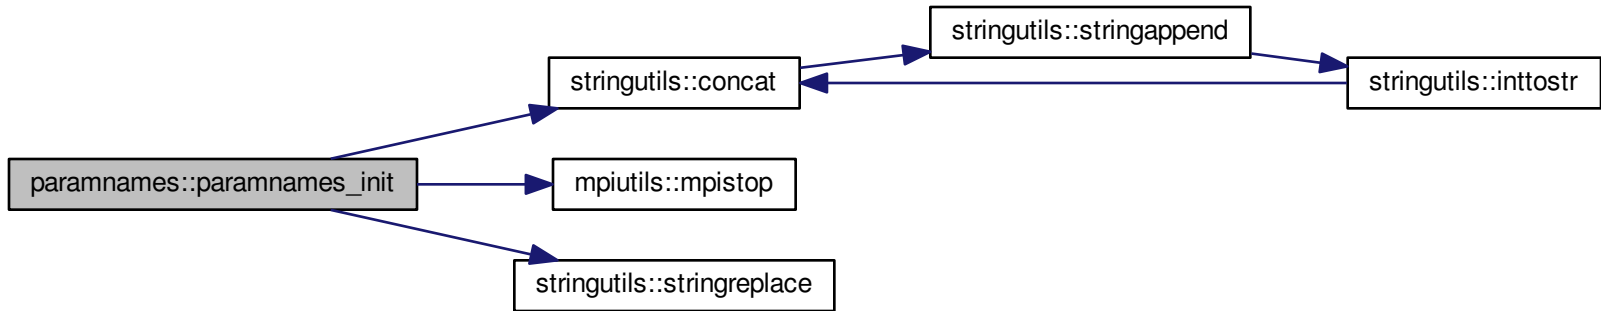 stringutils::stringappend
stringutils::concat
stringutils::inttostr
paramnames::paramnames_init
mpiutils::mpistop
stringutils::stringreplace